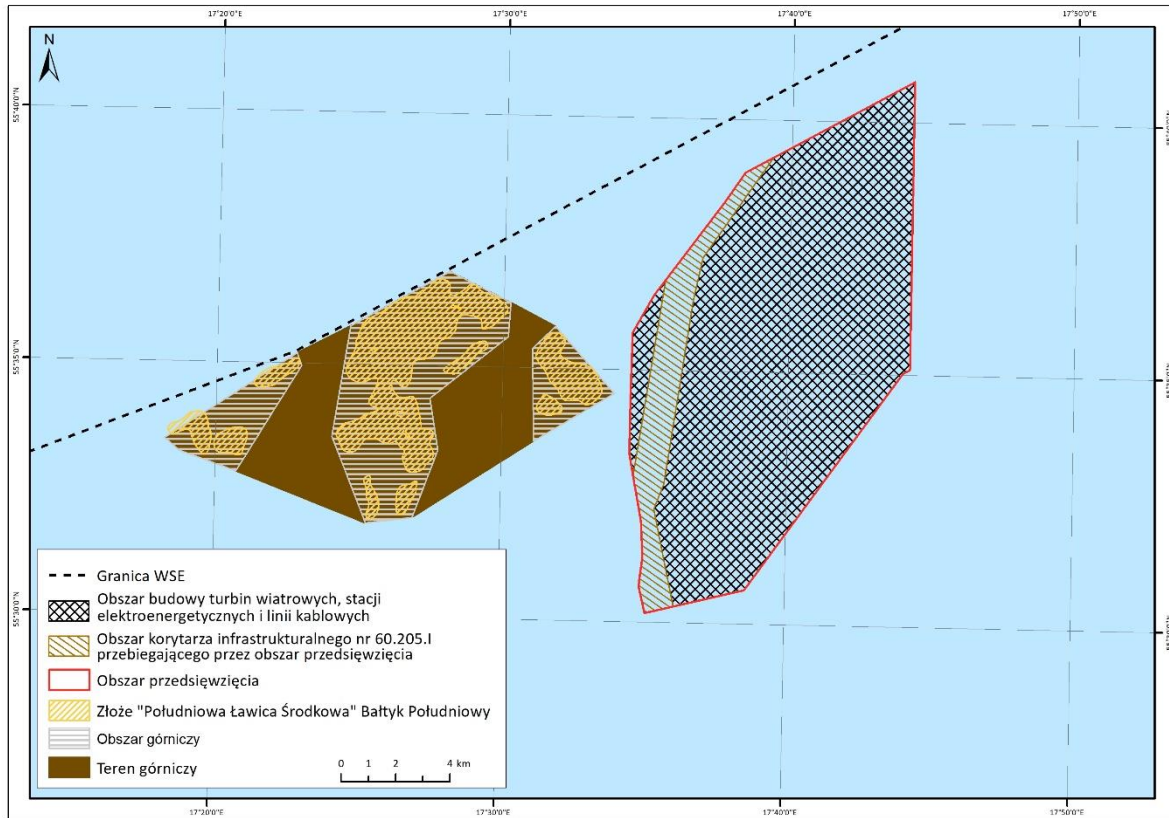 17°20'0"E 17°30'0"E 17°40'0"E 17°50'0"E
N
55°40'0"N
55°35'0"N
55°30'0"N
Granica WSE
Obszar budowy turbin wiatrowych, stacji
elektroenergetycznych i linii kablowych
Obszar korytarza infrastrukturalnego nr 60.205.I
przebiegającego przez obszar przedsięwzięcia
Obszar przedsięwzięcia
Złoże "Południowa Ławica Środkowa" Bałtyk Południowy
Obszar górniczy
Teren górniczy
0 1 2 4 km
17°20'0"E 17°30'0"E 17°40'0"E 17°50'0"E